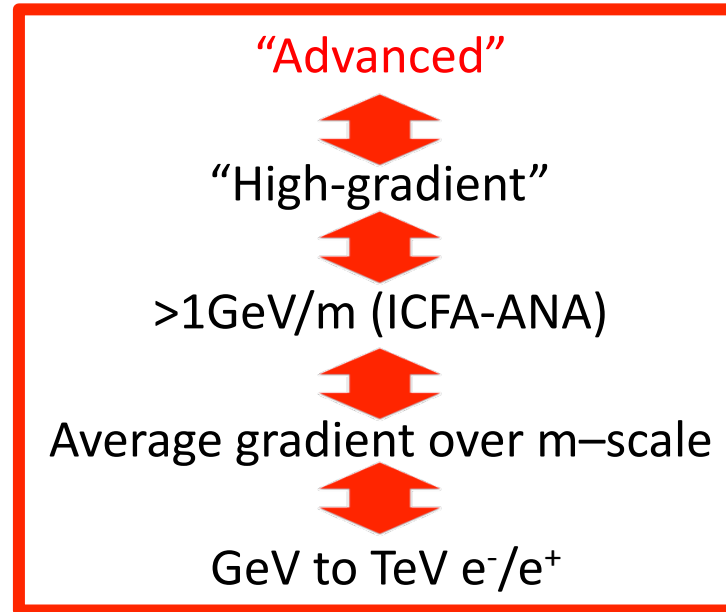 “Advanced”
“High-gradient”
>1GeV/m (ICFA-ANA)
Average gradient over m–scale
GeV to TeV e⁻/e⁺